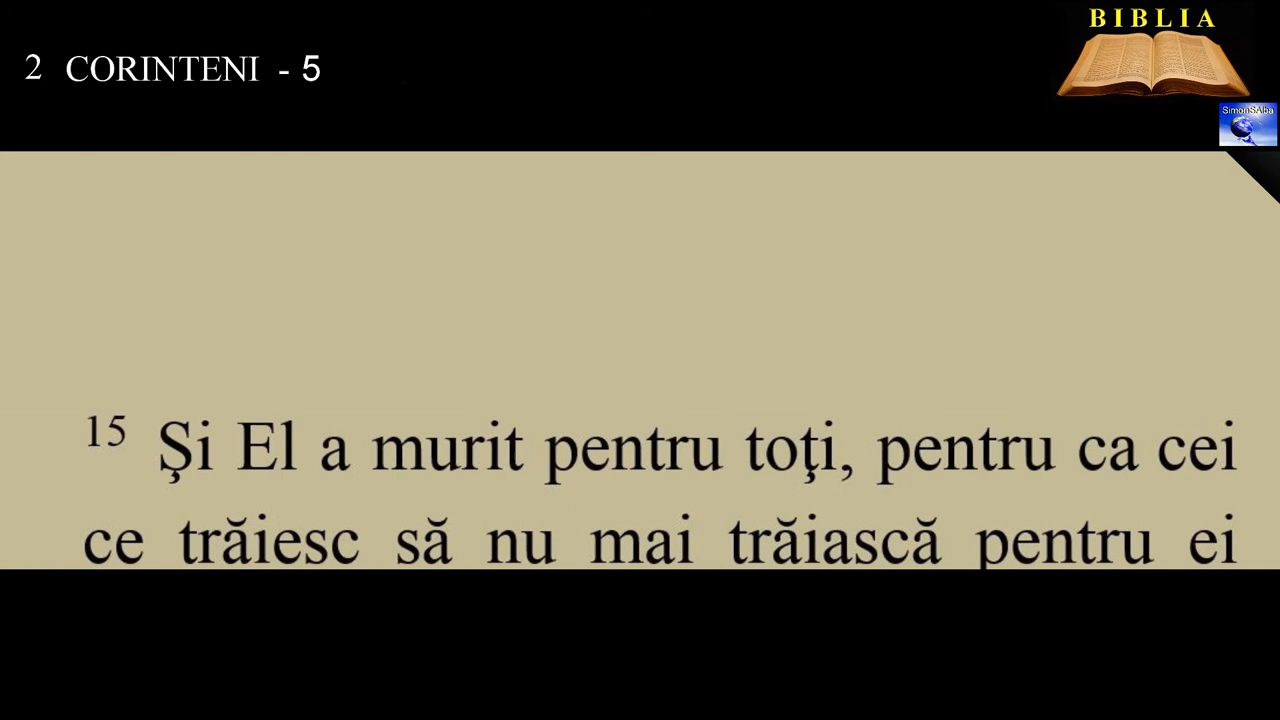 BIBLIA
2 CORINTENI - 5
SimonSAlba
15 Şi El a murit pentru toţi, pentru ca cei
ce trăiesc să nu mai trăiască pentru ei